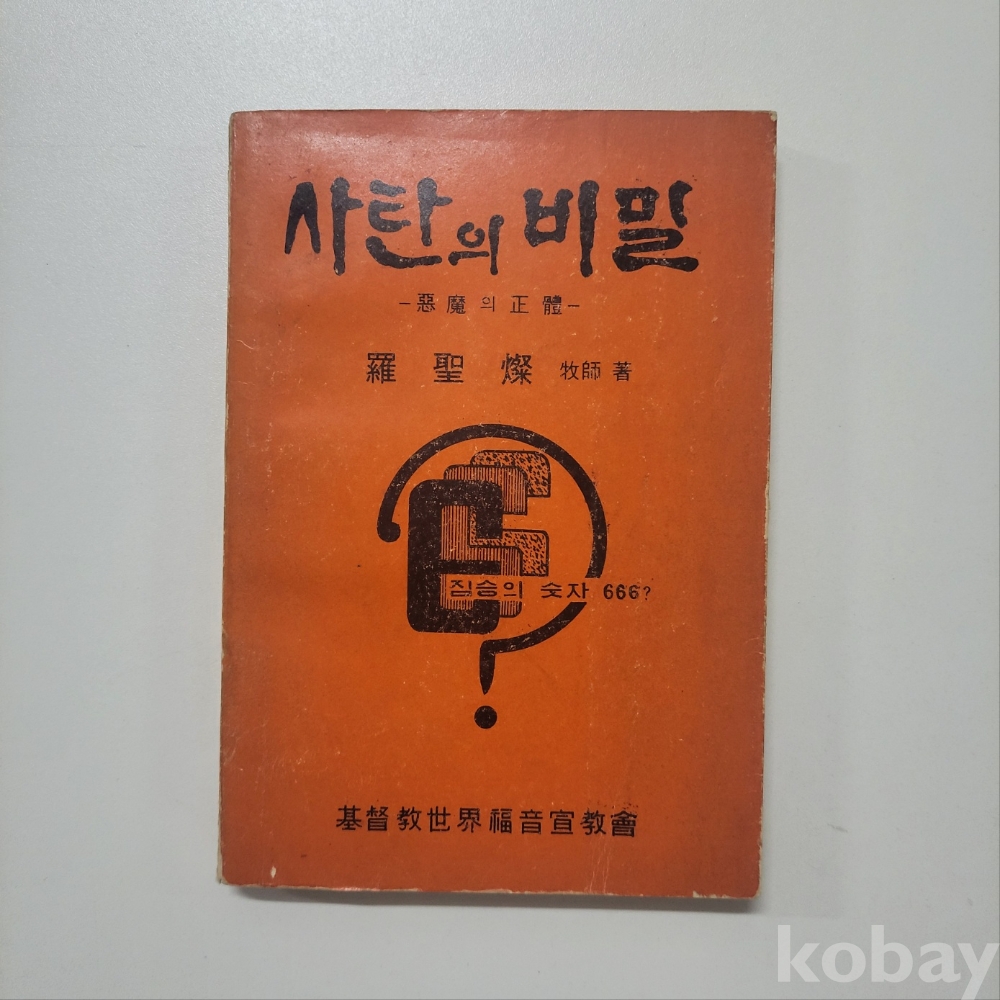 사탄의 비밀
－惡魔의正體－
羅聖燦 牧師 著
짐승의 숫자 666?
基督敎世界福音宣敎會
kobay